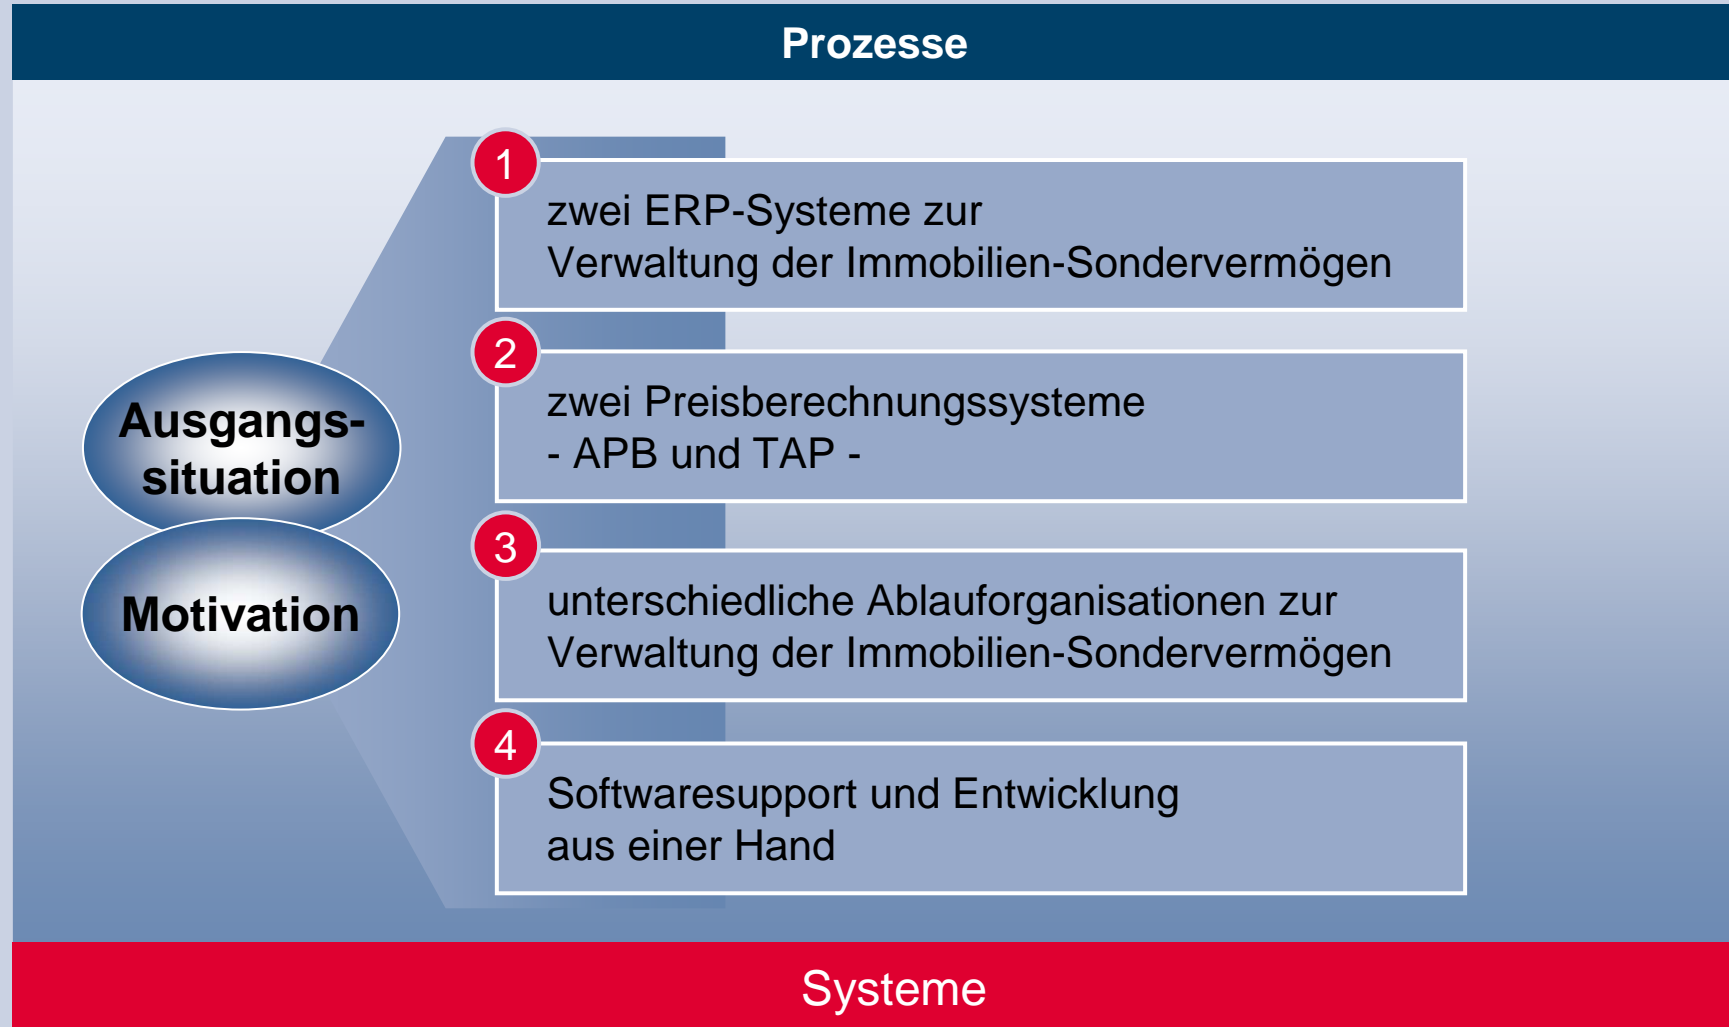 Prozesse
1
zwei ERP-Systeme zur
Verwaltung der Immobilien-Sondervermögen
2
zwei Preisberechnungssysteme
- APB und TAP -
Ausgangs-
situation
Motivation
3
unterschiedliche Ablauforganisationen zur
Verwaltung der Immobilien-Sondervermögen
4
Softwaresupport und Entwicklung
aus einer Hand
Systeme